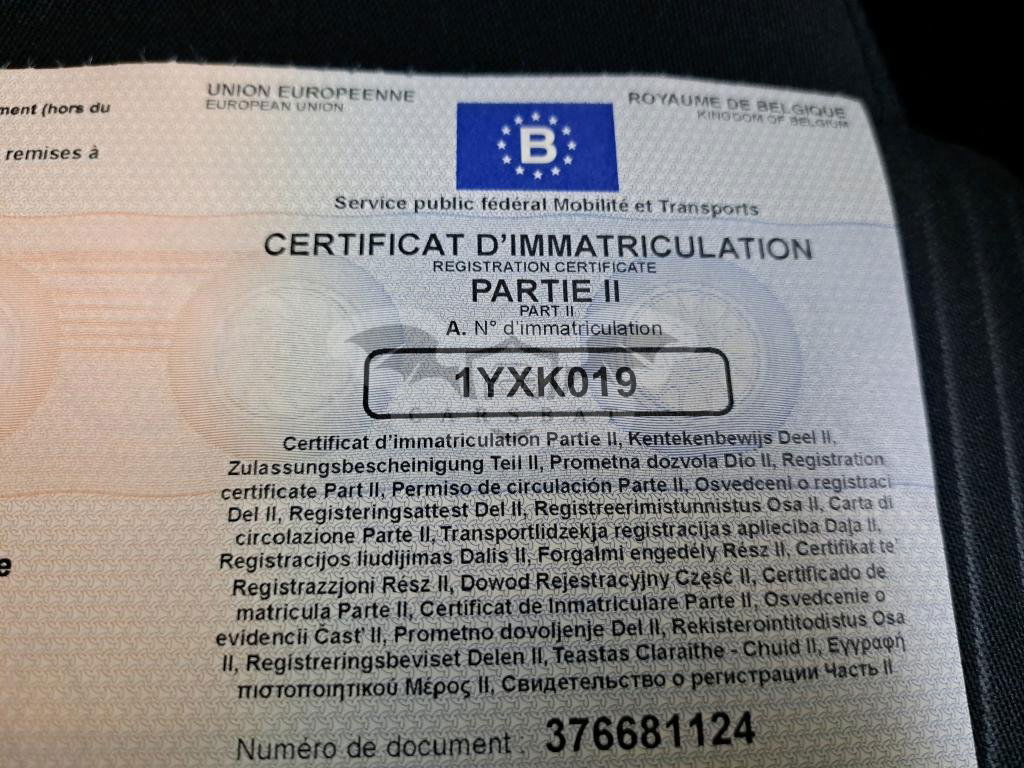 ment (hors du
remises à
UNION EUROPEENNE
EUROPEAN UNION
B
ROYAUME DE BELGIQUE
KINGDOM OF BELGIUM
Service public fédéral Mobilité et Transports
CERTIFICAT D'IMMATRICULATION
REGISTRATION CERTIFICATE
PARTIE II
PART II
A. N° d'immatriculation
1YXK019
Certificat d'immatriculation Partie II, Kentekenbewijs Deel II,
Zulassungsbescheinigung Teil II, Prometna dozvola Dio II, Registration
certificate Part II, Permiso de circulación Parte II, Osvedceni o registraci
Del II, Registeringsattest Del II, Registreerimistunnistus Osa II, Carta di
circolazione Parte II, Transportlidzekja registracijas aplieciba Daļa II,
Registracijos liudijimas Dalis II, Forgalmi engedély Rész II, Certifikat ta'
Registrazzjoni Résż II, Dowod Rejestracyjny Część II, Certificado de
matricula Parte II, Certificat de Inmatriculare Parte II, Osvedcenie o
evidencii Časť II, Prometno dovoljenje Del II, Rekisterointitodistus Osa
II, Registreringsbeviset Delen II, Teastas Claraithe - Chuid II, Εγγραφή
πιστοποιητικού Μέρος II, Свидетельство о регистрации Часть II
e
Numéro de document : 376681124